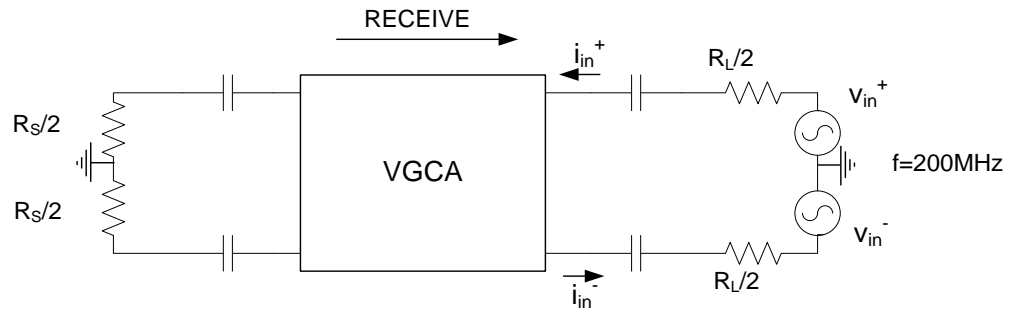 RECEIVE
i_in^+
R_L/2
v_in^+
R_S/2
VGCA
f=200MHz
R_S/2
v_in^-
R_L/2
i_in^-